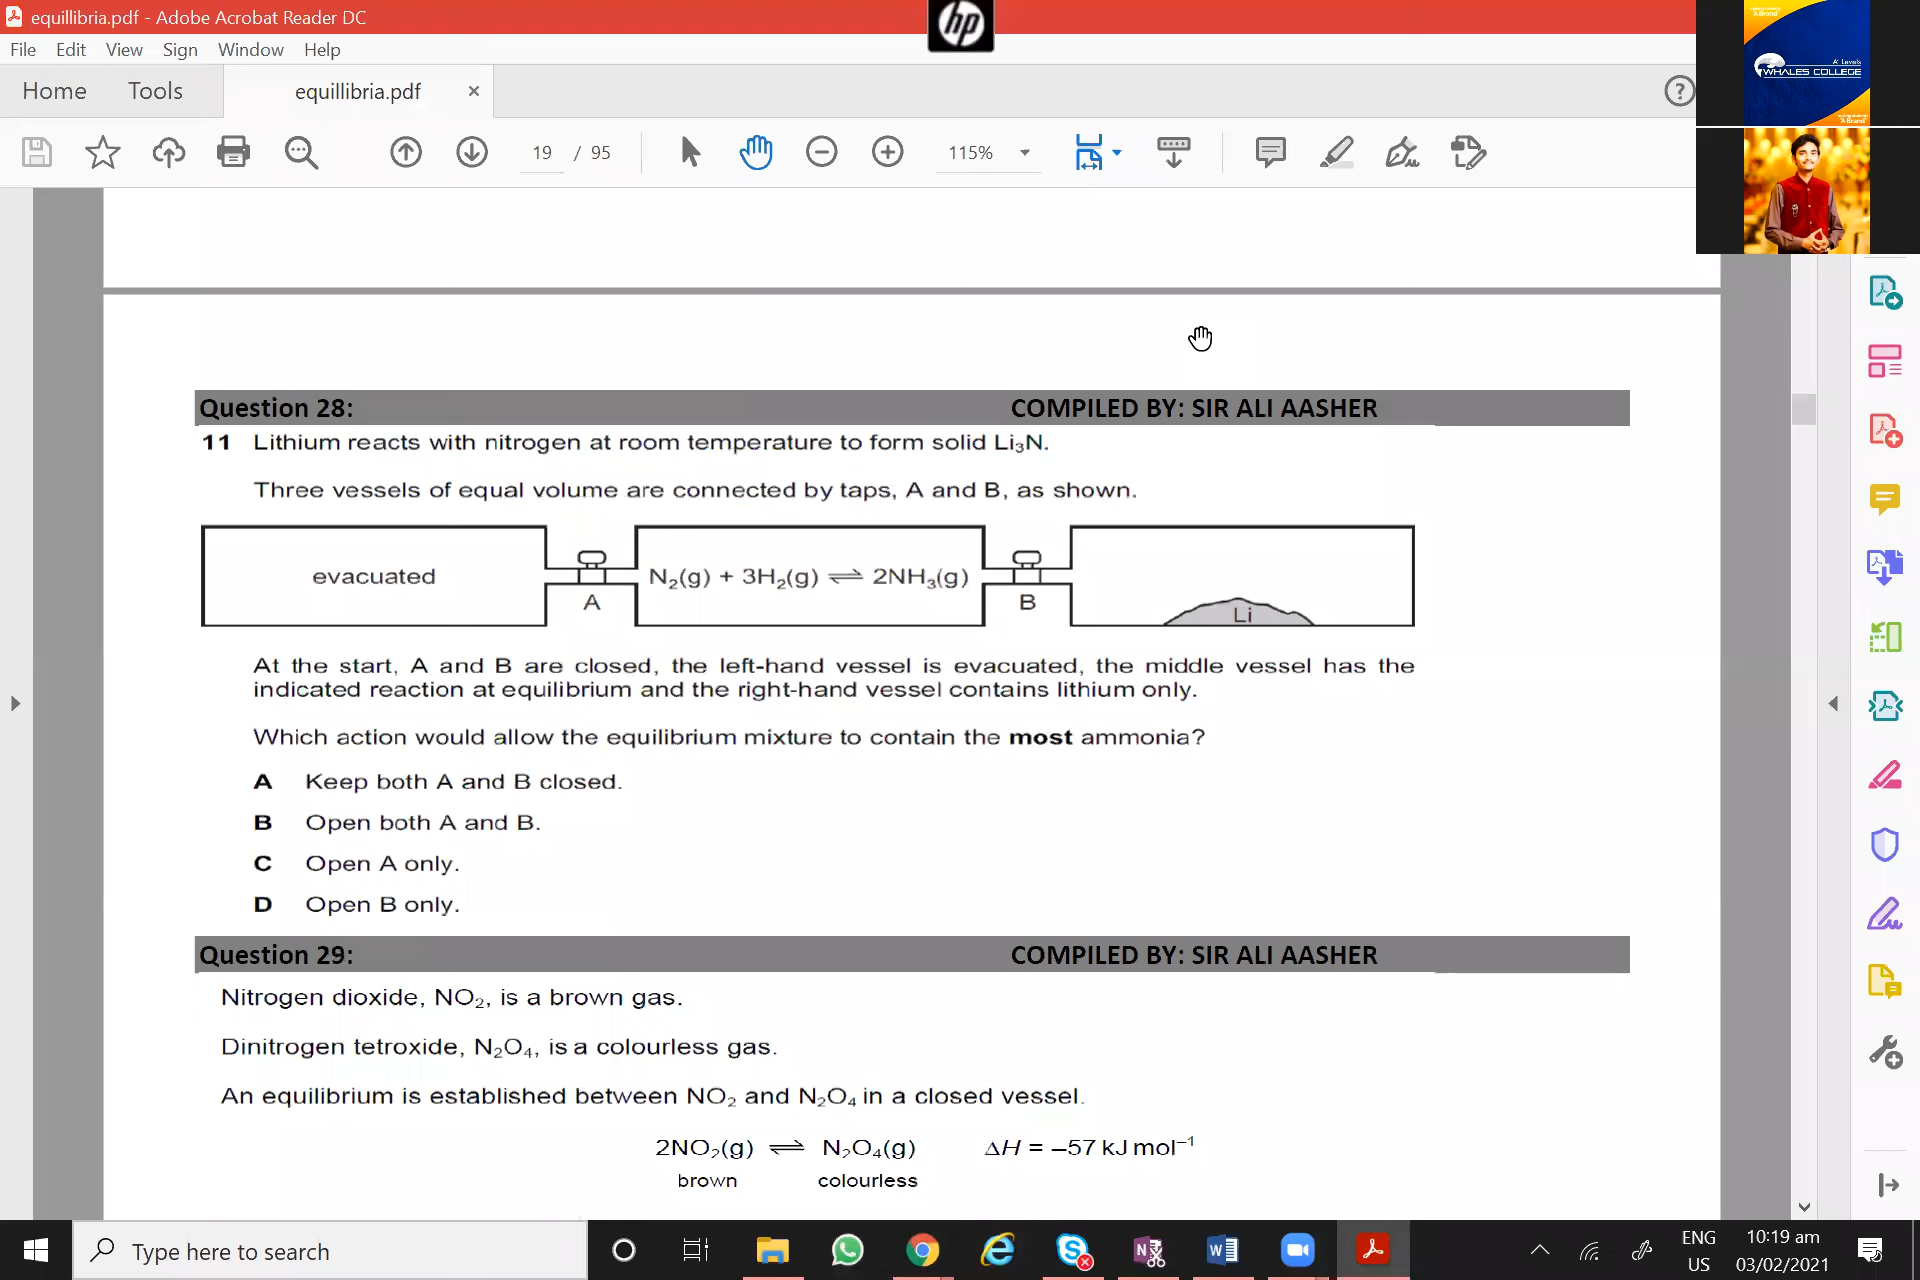 equillibria.pdf - Adobe Acrobat Reader DC
File Edit View Sign Window Help
Home Tools equillibria.pdf ×
19 / 95 115%
hp
A' Levels
WHALES COLLEGE
Question 28: COMPILED BY: SIR ALI AASHER
11 Lithium reacts with nitrogen at room temperature to form solid Li₃N.
Three vessels of equal volume are connected by taps, A and B, as shown.
evacuated A N₂(g) + 3H₂(g) ⇌ 2NH₃(g) B Li
At the start, A and B are closed, the left-hand vessel is evacuated, the middle vessel has the
indicated reaction at equilibrium and the right-hand vessel contains lithium only.
Which action would allow the equilibrium mixture to contain the most ammonia?
A Keep both A and B closed.
B Open both A and B.
C Open A only.
D Open B only.
Question 29: COMPILED BY: SIR ALI AASHER
Nitrogen dioxide, NO₂, is a brown gas.
Dinitrogen tetroxide, N₂O₄, is a colourless gas.
An equilibrium is established between NO₂ and N₂O₄ in a closed vessel.
2NO₂(g) ⇌ N₂O₄(g) ΔH = –57 kJ mol⁻¹
brown colourless
Type here to search
ENG
US
10:19 am
03/02/2021